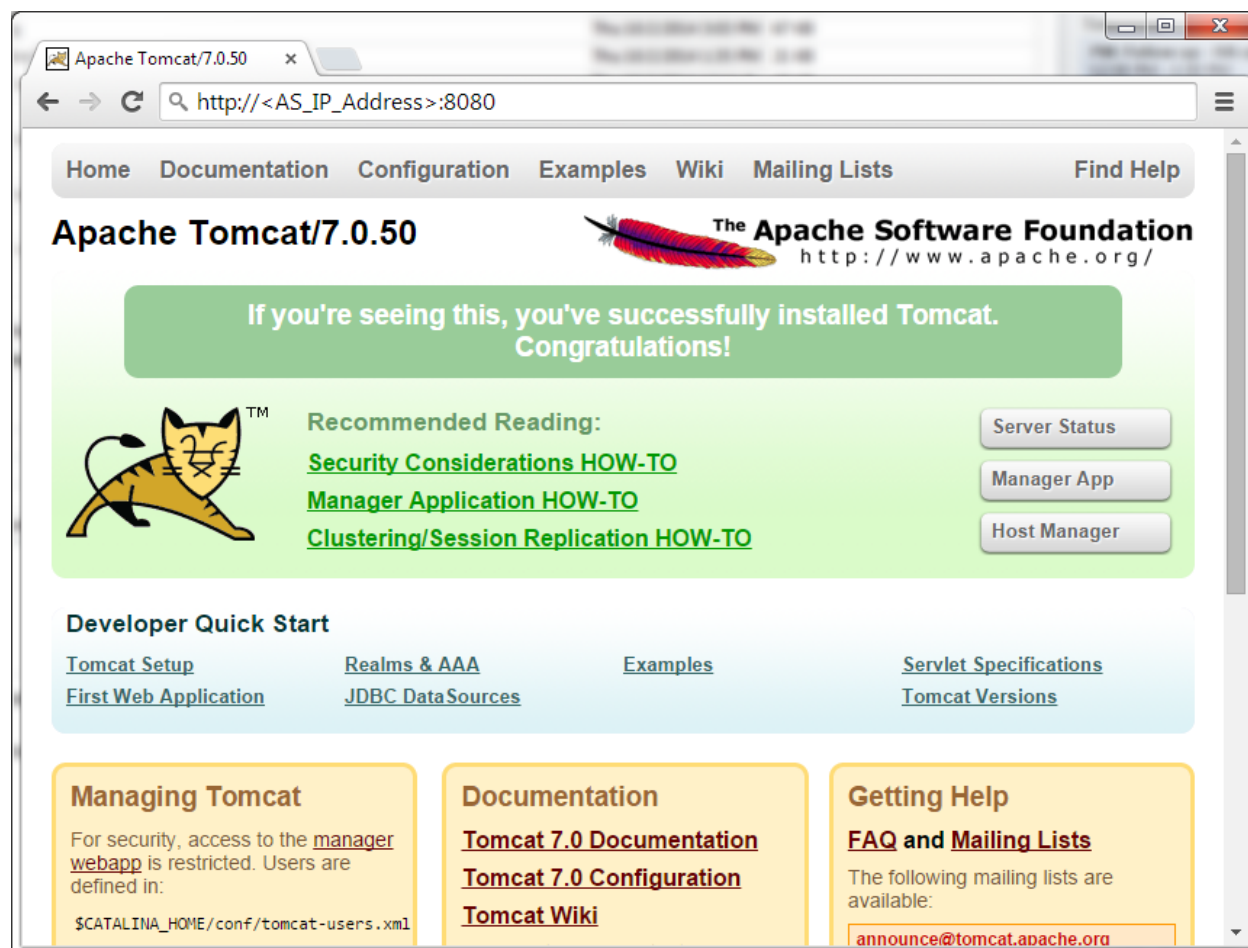 Apache Tomcat/7.0.50
http://<AS_IP_Address>:8080
Home Documentation Configuration Examples Wiki Mailing Lists Find Help
Apache Tomcat/7.0.50
The Apache Software Foundation
http://www.apache.org/
If you're seeing this, you've successfully installed Tomcat.
Congratulations!
TM
Recommended Reading:
Security Considerations HOW-TO
Manager Application HOW-TO
Clustering/Session Replication HOW-TO
Server Status
Manager App
Host Manager
Developer Quick Start
Tomcat Setup Realms & AAA Examples Servlet Specifications
First Web Application JDBC DataSources Tomcat Versions
Managing Tomcat
For security, access to the manager
webapp is restricted. Users are
defined in:
$CATALINA_HOME/conf/tomcat-users.xml
Documentation
Tomcat 7.0 Documentation
Tomcat 7.0 Configuration
Tomcat Wiki
Getting Help
FAQ and Mailing Lists
The following mailing lists are
available:
announce@tomcat.apache.org